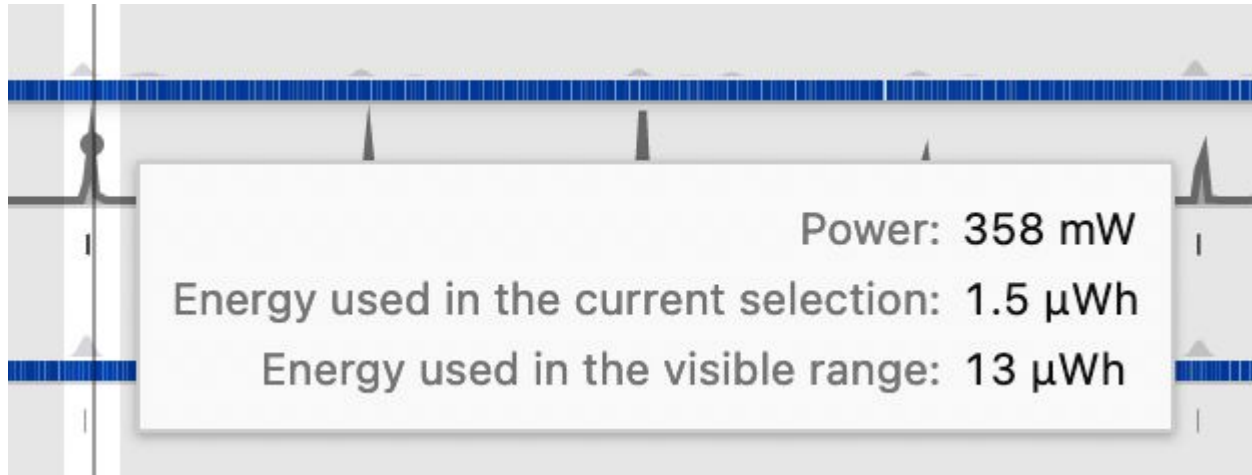 Power: 358 mW
Energy used in the current selection: 1.5 μWh
Energy used in the visible range: 13 μWh